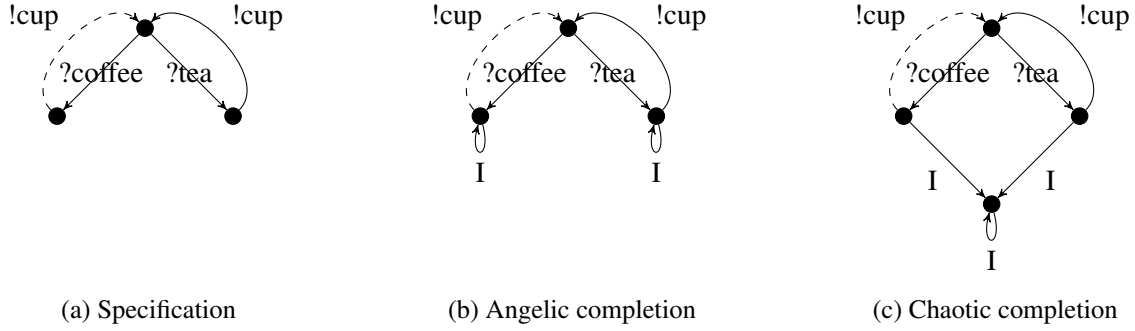 !cup !cup !cup !cup !cup !cup
?coffee ?tea ?coffee ?tea ?coffee ?tea
I I I I
I
(a) Specification (b) Angelic completion (c) Chaotic completion